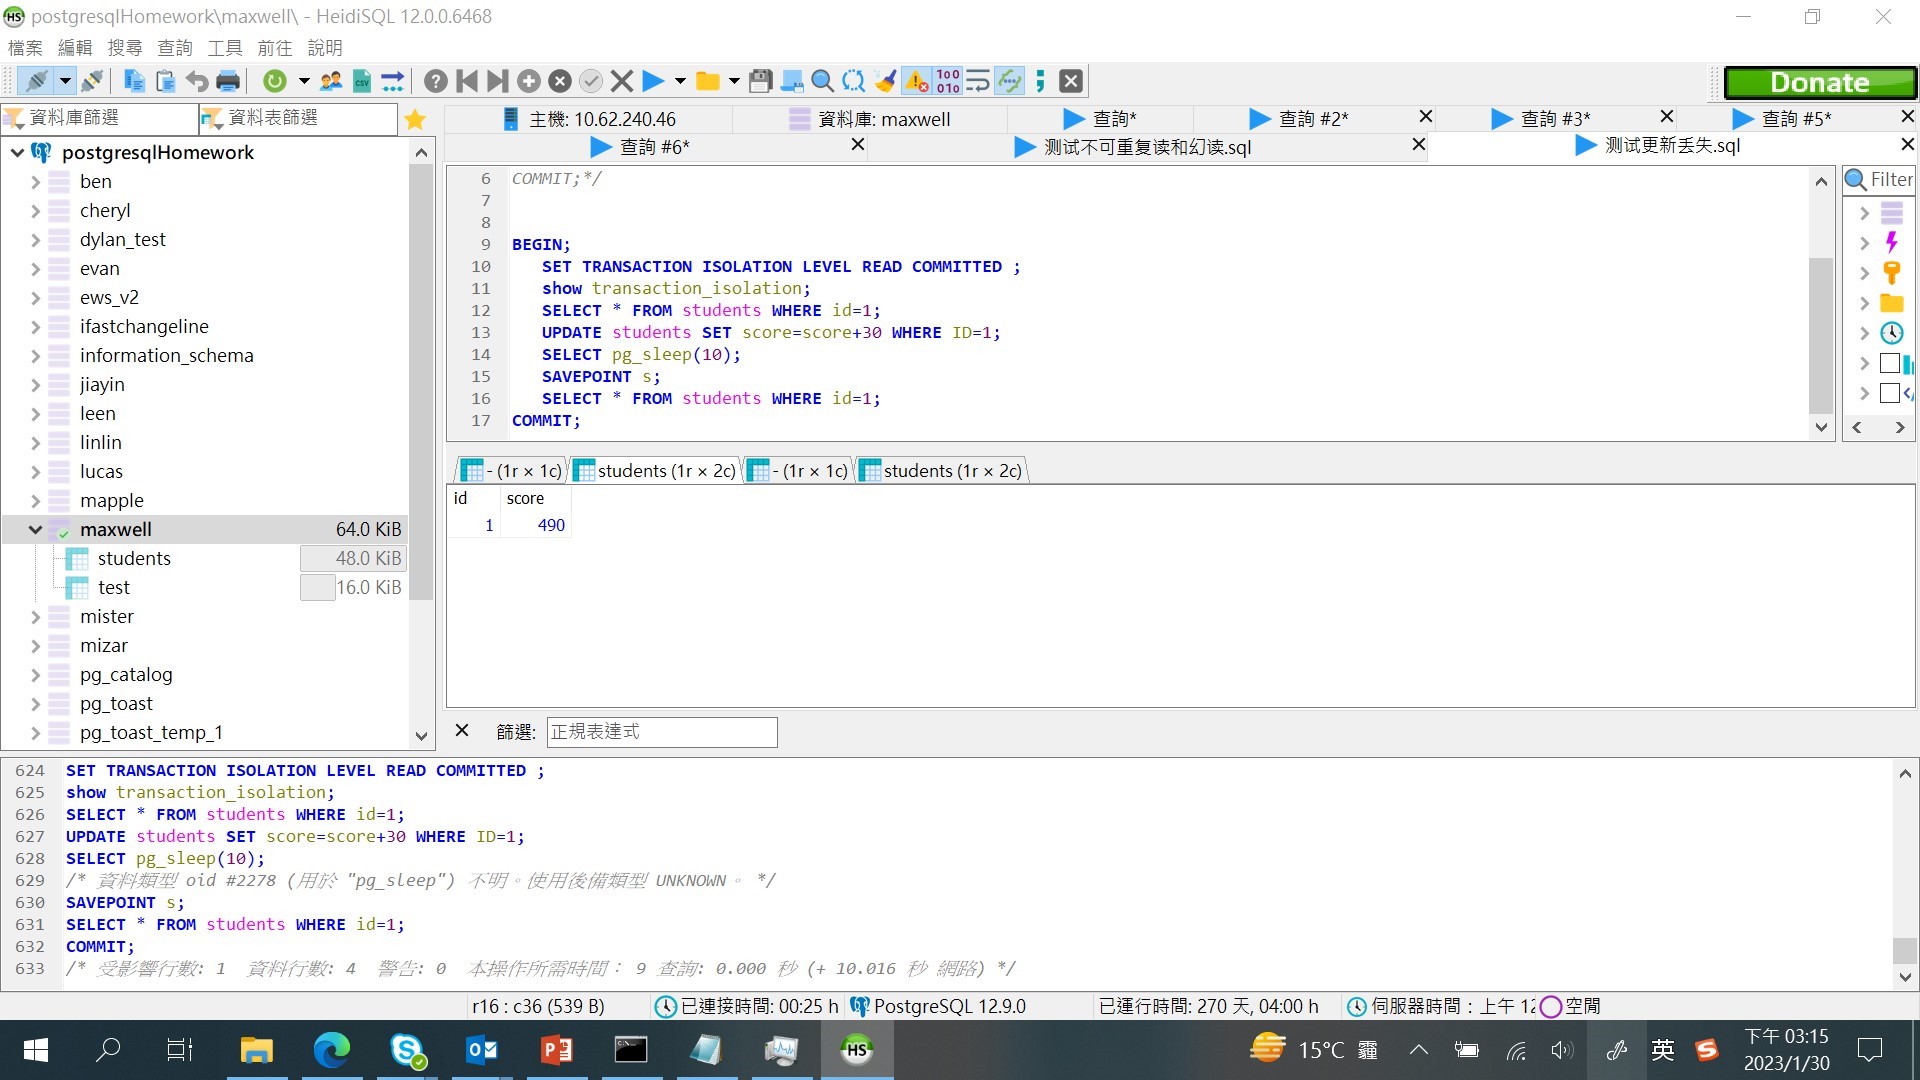 postgresqlHomework\maxwell\ - HeidiSQL 12.0.0.6468
檔案 編輯 搜尋 查詢 工具 前往 說明
Donate
資料庫篩選 資料表篩選
主機: 10.62.240.46 資料庫: maxwell 查詢* 查詢 #2* 查詢 #3* 查詢 #5*
查詢 #6* 测试不可重复读和幻读.sql 测试更新丢失.sql
postgresqlHomework
ben
cheryl
dylan_test
evan
ews_v2
ifastchangeline
information_schema
jiayin
leen
linlin
lucas
mapple
maxwell 64.0 KiB
students 48.0 KiB
test 16.0 KiB
mister
mizar
pg_catalog
pg_toast
pg_toast_temp_1
6 COMMIT;*/
7
8
9 BEGIN;
10 SET TRANSACTION ISOLATION LEVEL READ COMMITTED ;
11 show transaction_isolation;
12 SELECT * FROM students WHERE id=1;
13 UPDATE students SET score=score+30 WHERE ID=1;
14 SELECT pg_sleep(10);
15 SAVEPOINT s;
16 SELECT * FROM students WHERE id=1;
17 COMMIT;
Filter
- (1r × 1c) students (1r × 2c) - (1r × 1c) students (1r × 2c)
id score
1 490
篩選: 正規表達式
624 SET TRANSACTION ISOLATION LEVEL READ COMMITTED ;
625 show transaction_isolation;
626 SELECT * FROM students WHERE id=1;
627 UPDATE students SET score=score+30 WHERE ID=1;
628 SELECT pg_sleep(10);
629 /* 資料類型 oid #2278 (用於 "pg_sleep") 不明。使用後備類型 UNKNOWN。 */
630 SAVEPOINT s;
631 SELECT * FROM students WHERE id=1;
632 COMMIT;
633 /* 受影響行數: 1 資料行數: 4 警告: 0 本操作所需時間： 9 查詢: 0.000 秒 (+ 10.016 秒 網路) */
r16 : c36 (539 B) 已連接時間: 00:25 h PostgreSQL 12.9.0 已運行時間: 270 天, 04:00 h 伺服器時間：上午 12 空閒
15°C 霾 英 下午 03:15
2023/1/30